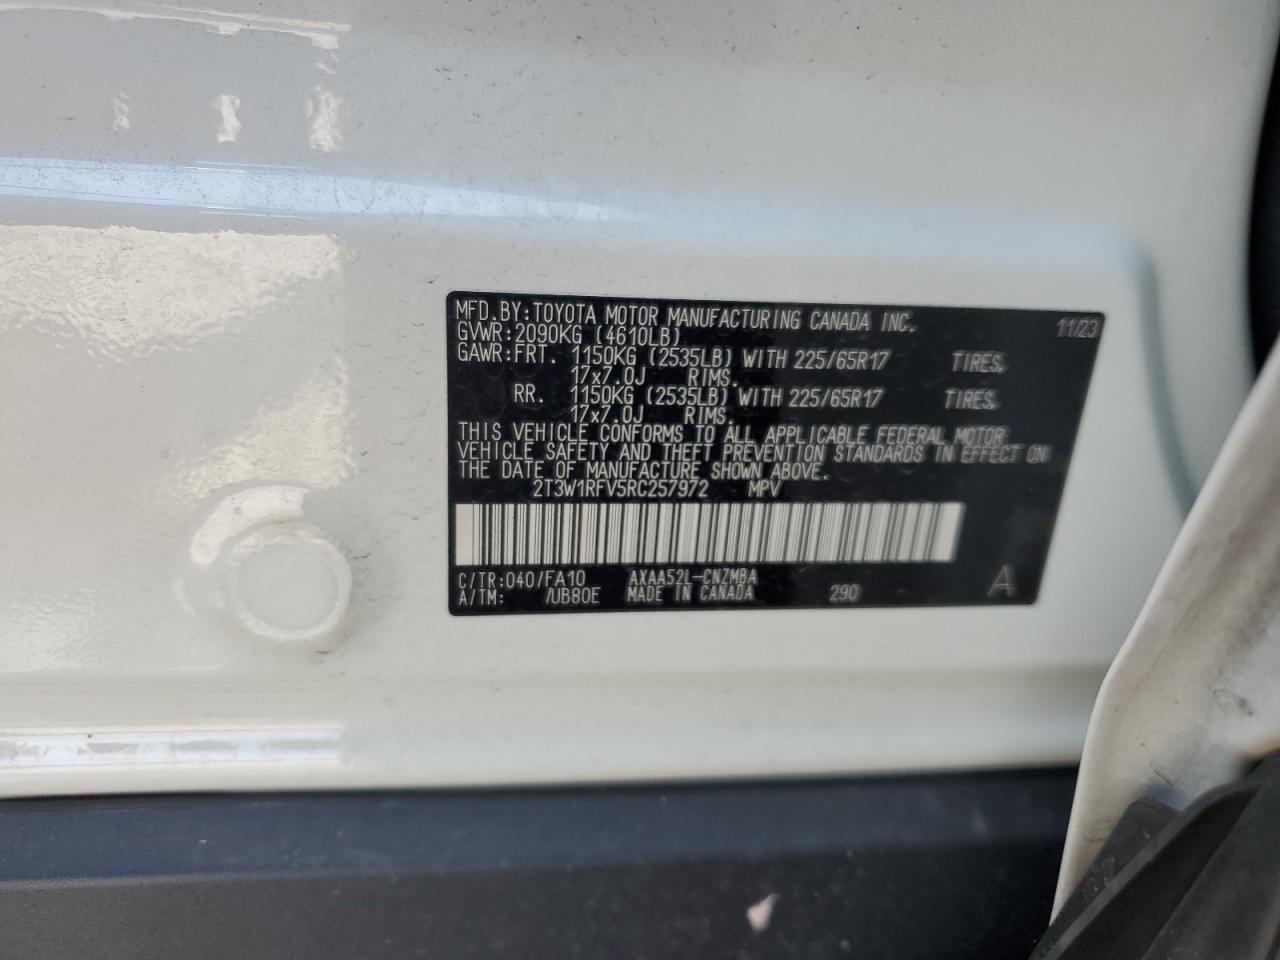 MFD.BY:TOYOTA MOTOR MANUFACTURING CANADA INC. 11/23
GVWR:2090KG (4610LB)
GAWR:FRT. 1150KG (2535LB) WITH 225/65R17 TIRES,
17x7.0J RIMS.
RR. 1150KG (2535LB) WITH 225/65R17 TIRES,
17x7.0J RIMS.
THIS VEHICLE CONFORMS TO ALL APPLICABLE FEDERAL MOTOR
VEHICLE SAFETY AND THEFT PREVENTION STANDARDS IN EFFECT ON
THE DATE OF MANUFACTURE SHOWN ABOVE.
2T3W1RFV5RC257972 MPV
C/TR:040/FA10 AXAA52L-CNZMBA
A/TM: /UB80E MADE IN CANADA 290 A